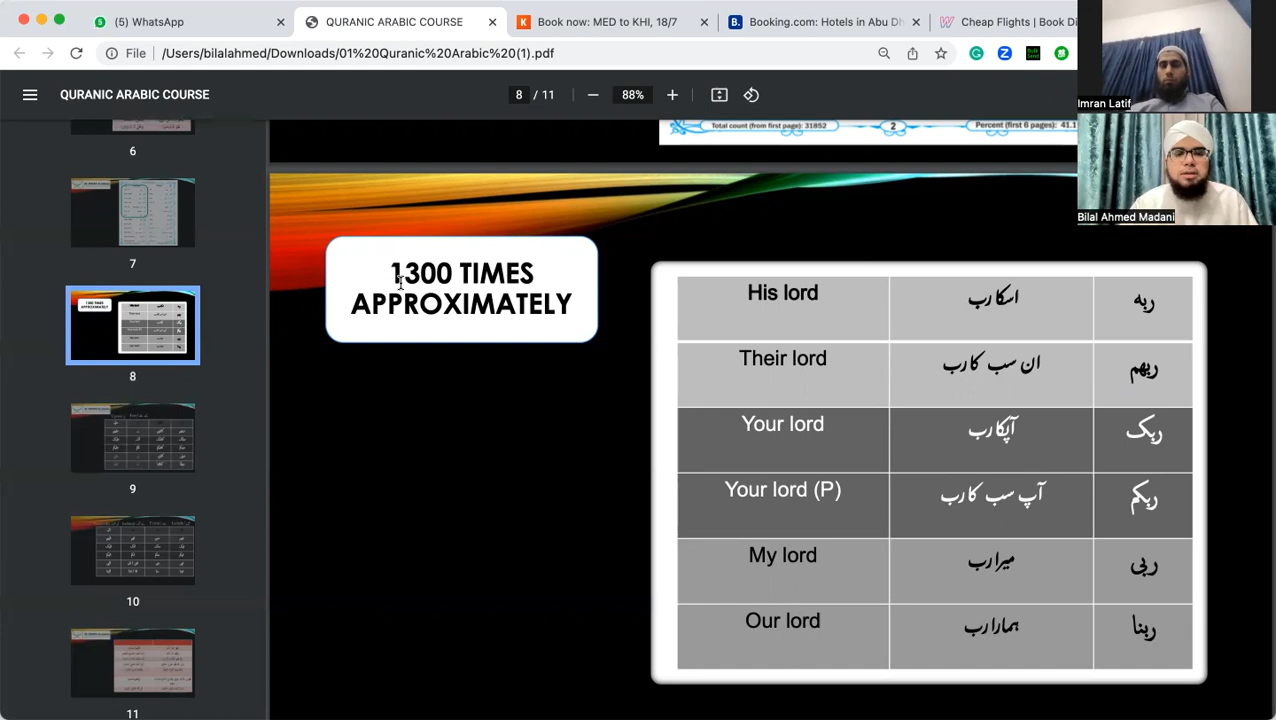 (5) WhatsApp
QURANIC ARABIC COURSE
Book now: MED to KHI, 18/7
Booking.com: Hotels in Abu Dh
Cheap Flights | Book Di
File
/Users/bilalahmed/Downloads/01%20Quranic%20Arabic%20(1).pdf
QURANIC ARABIC COURSE
8 / 11
88%
Imran Latif
Bilal Ahmed Madani
6
7
8
9
10
11
Total count (from first page): 31852
2
Percent (first 6 pages): 41.1
1300 TIMES
APPROXIMATELY
His lord اسکا رب ربه
Their lord ان سب کا رب ربهم
Your lord آپکا رب ربک
Your lord (P) آپ سب کا رب ربکم
My lord میرا رب ربی
Our lord ہمارا رب ربنا